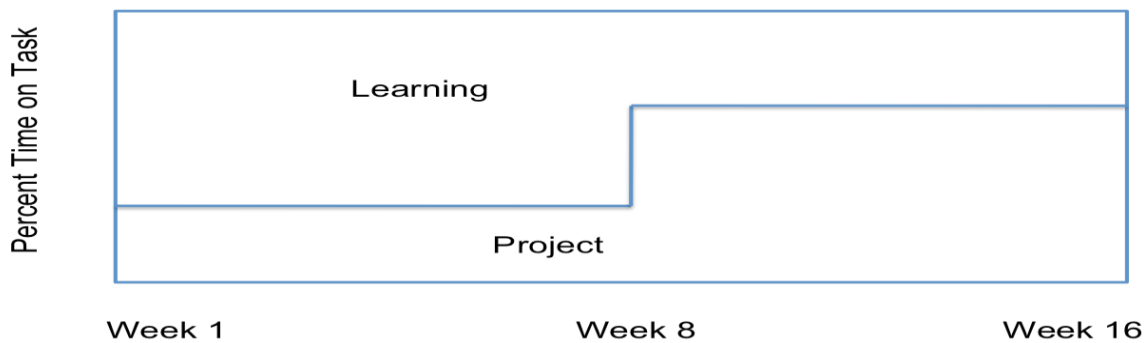 Percent Time on Task
Learning
Project
Week 1
Week 8
Week 16